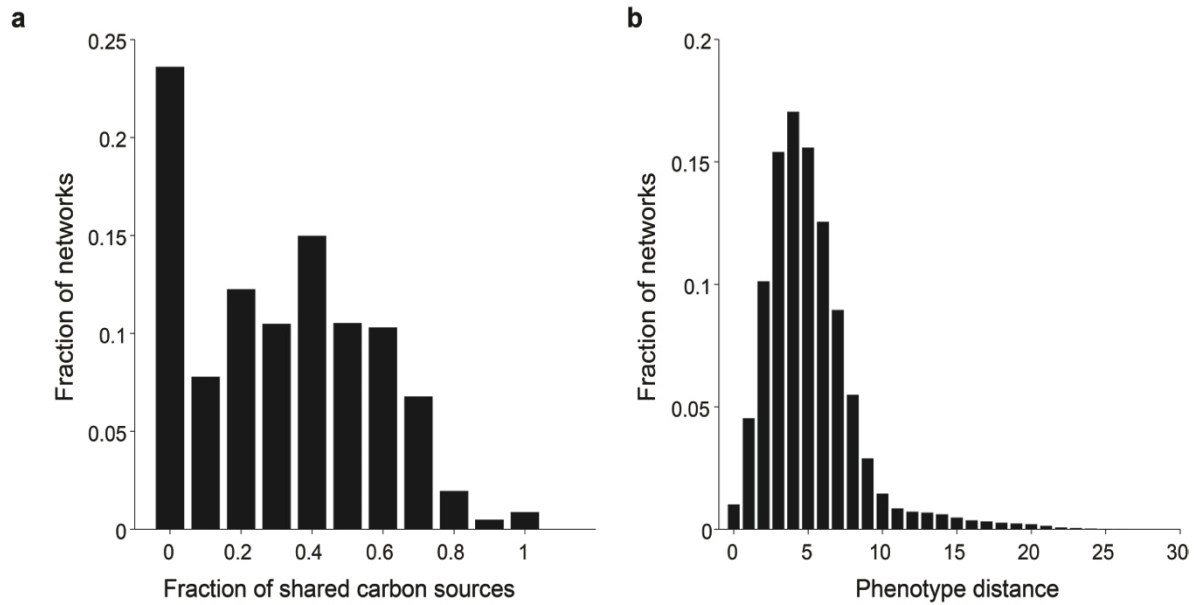 a
Fraction of networks
0.25
0.2
0.15
0.1
0.05
0
0 0.2 0.4 0.6 0.8 1
Fraction of shared carbon sources
b
Fraction of networks
0.2
0.15
0.1
0.05
0
0 5 10 15 20 25 30
Phenotype distance